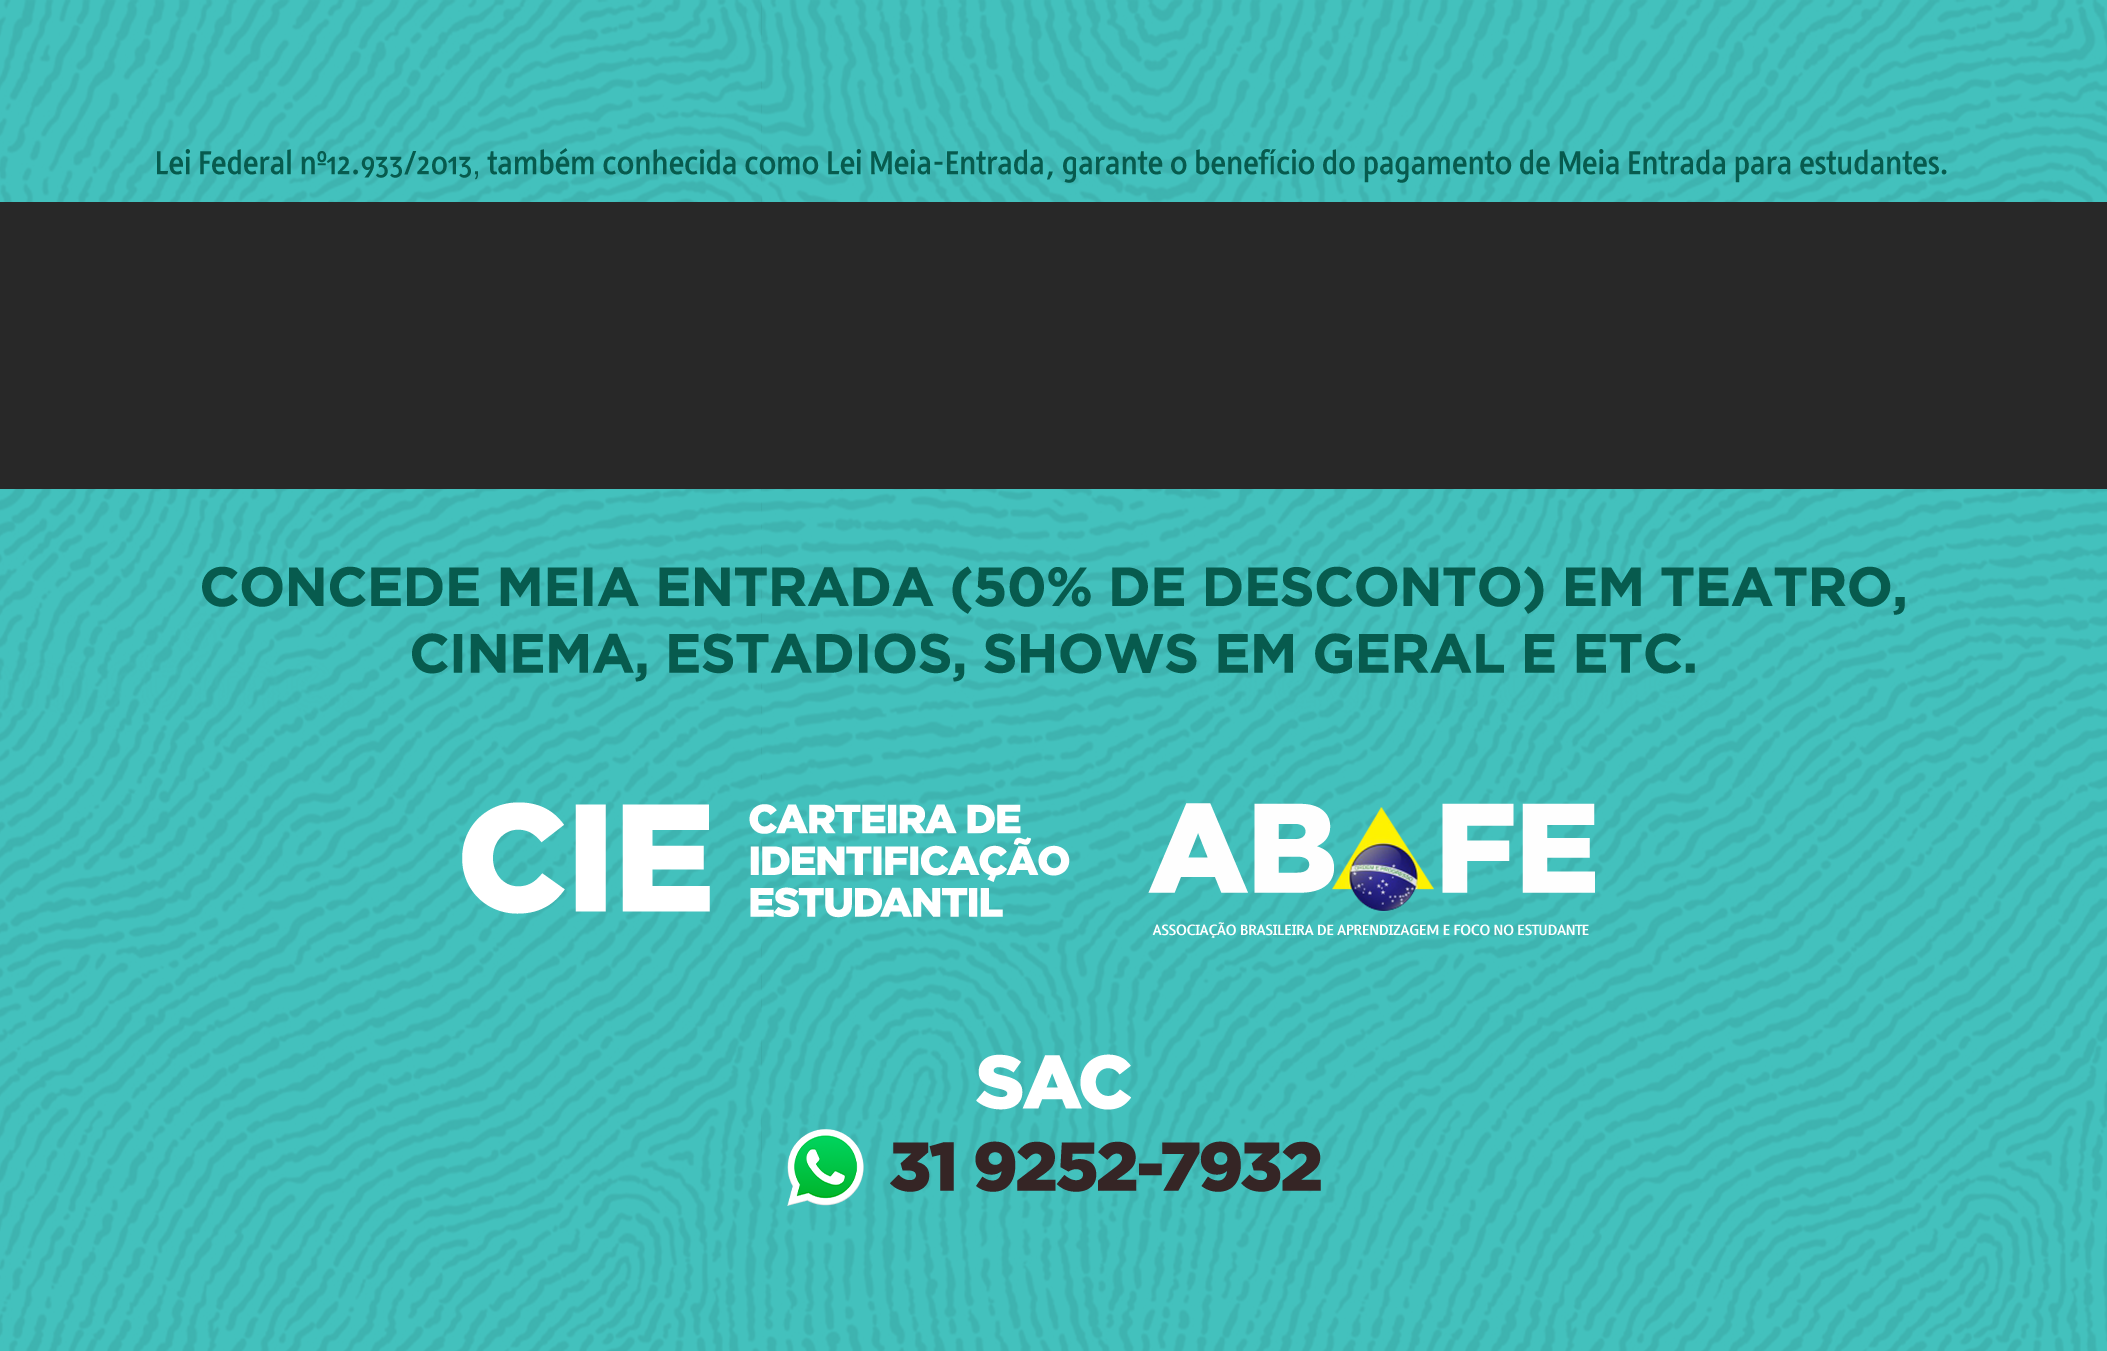 Lei Federal nº12.933/2013, também conhecida como Lei Meia-Entrada, garante o benefício do pagamento de Meia Entrada para estudantes.
CONCEDE MEIA ENTRADA (50% DE DESCONTO) EM TEATRO,
CINEMA, ESTADIOS, SHOWS EM GERAL E ETC.
CIE
CARTEIRA DE
IDENTIFICAÇÃO
ESTUDANTIL
ABAFE
ASSOCIAÇÃO BRASILEIRA DE APRENDIZAGEM E FOCO NO ESTUDANTE
SAC
31 9252-7932